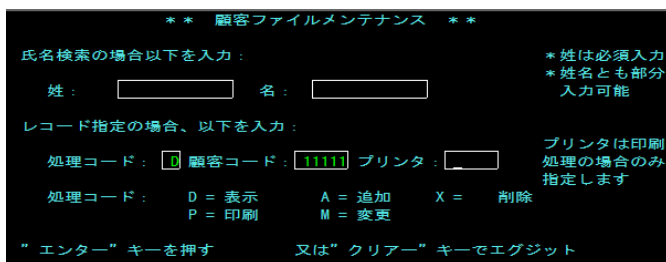 ＊＊ 顧客ファイルメンテナンス ＊＊
氏名検索の場合以下を入力：
＊姓は必須入力
＊姓名とも部分
入力可能
姓： 名：
レコード指定の場合、以下を入力：
処理コード： D 顧客コード： 11111 プリンタ： _
プリンタは印刷
処理の場合のみ
指定します
処理コード： D = 表示 A = 追加 X = 削除
P = 印刷 M = 変更
”エンター”キーを押す 又は”クリアー”キーでエグジット